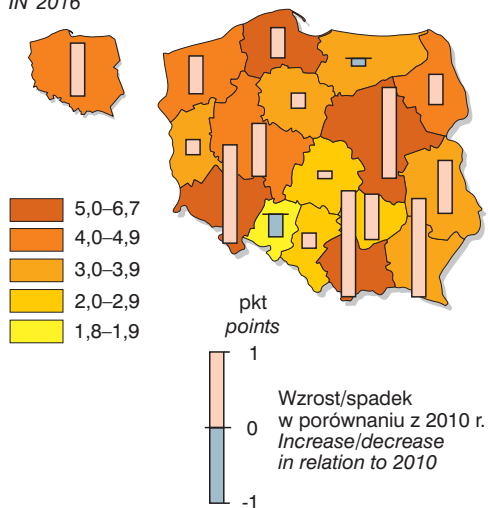 IN 2016
5,0–6,7
4,0–4,9
3,0–3,9
2,0–2,9
1,8–1,9
pkt
points
1
0
-1
Wzrost/spadek
w porównaniu z 2010 r.
Increase/decrease
in relation to 2010